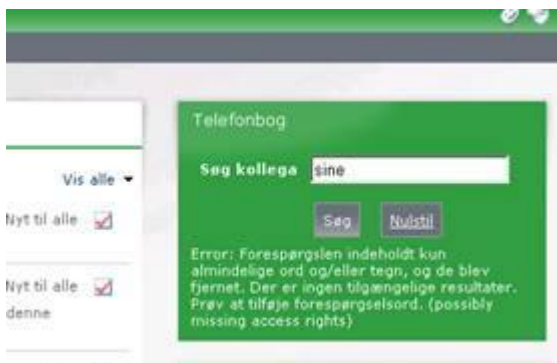 Telefonbog
Søg kollega sine
Søg Nulstil
Error: Forespørgslen indeholdt kun
almindelige ord og/eller tegn, og de blev
fjernet. Der er ingen tilgængelige resultater.
Prøv at tilføje forespørgselsord. (possibly
missing access rights)
Vis alle
Nyt til alle
Nyt til alle
denne